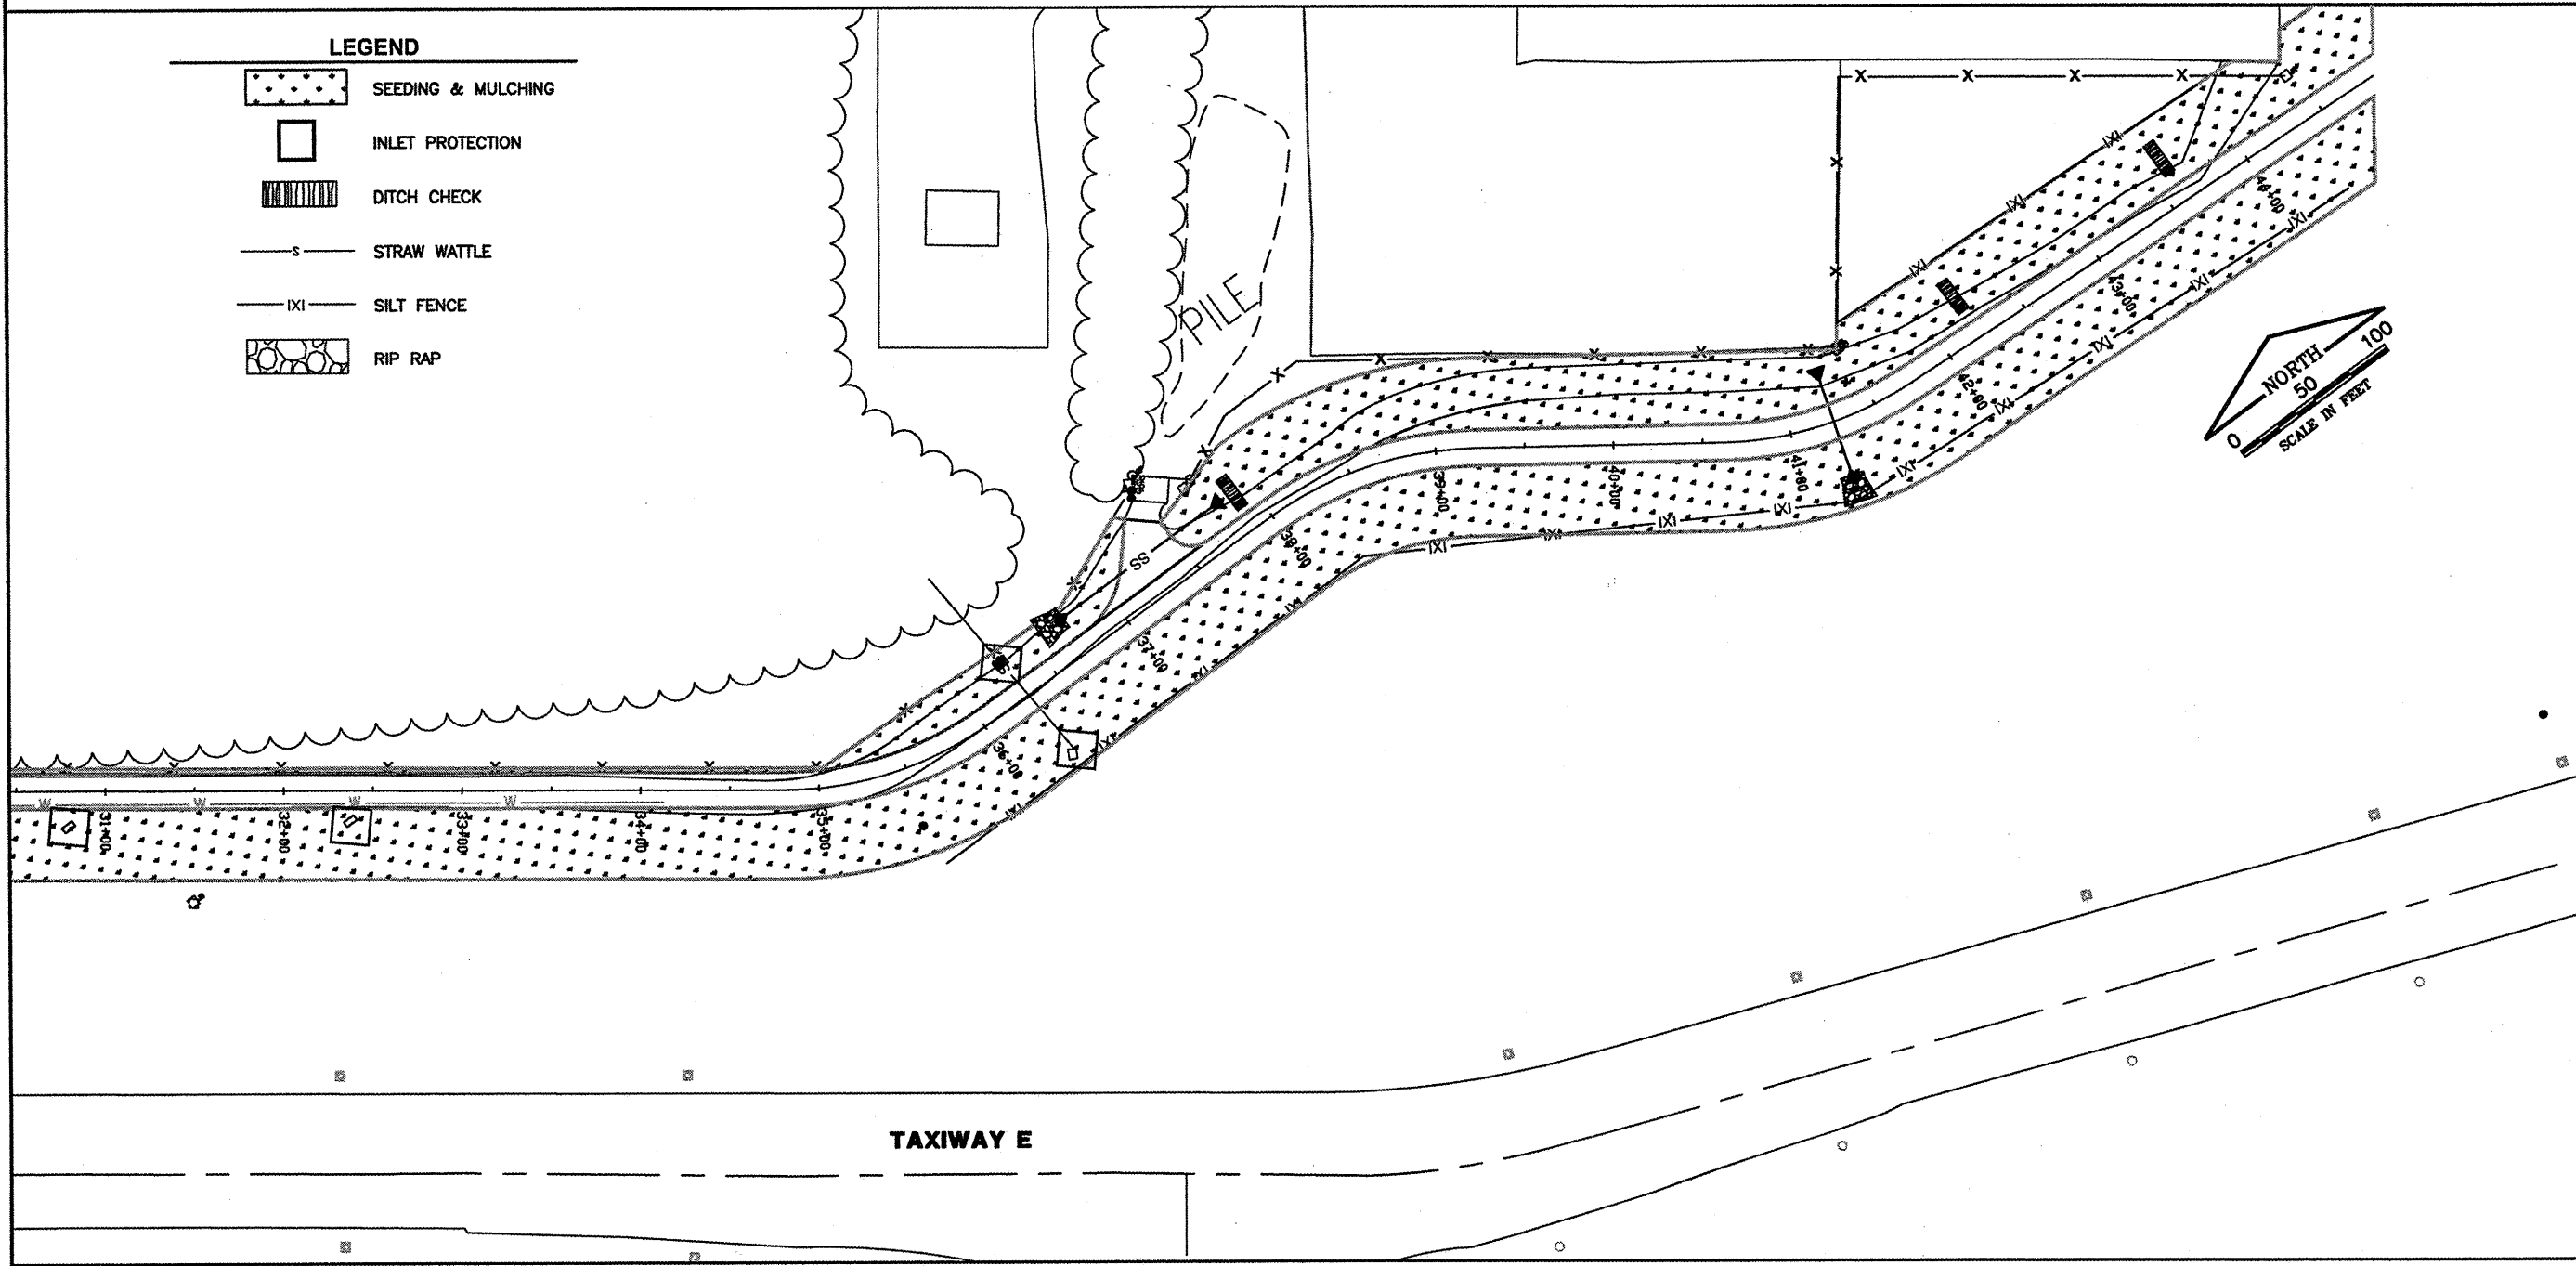 LEGEND
SEEDING & MULCHING
INLET PROTECTION
DITCH CHECK
S
STRAW WATTLE
IXI
SILT FENCE
RIP RAP
PILE
X X X X
NORTH
0 50 100
SCALE IN FEET
SS
W W W W
31+00
32+00
33+00
34+00
35+00
36+00
37+00
38+00
39+00
40+00
41+00
42+00
43+00
44+00
TAXIWAY E